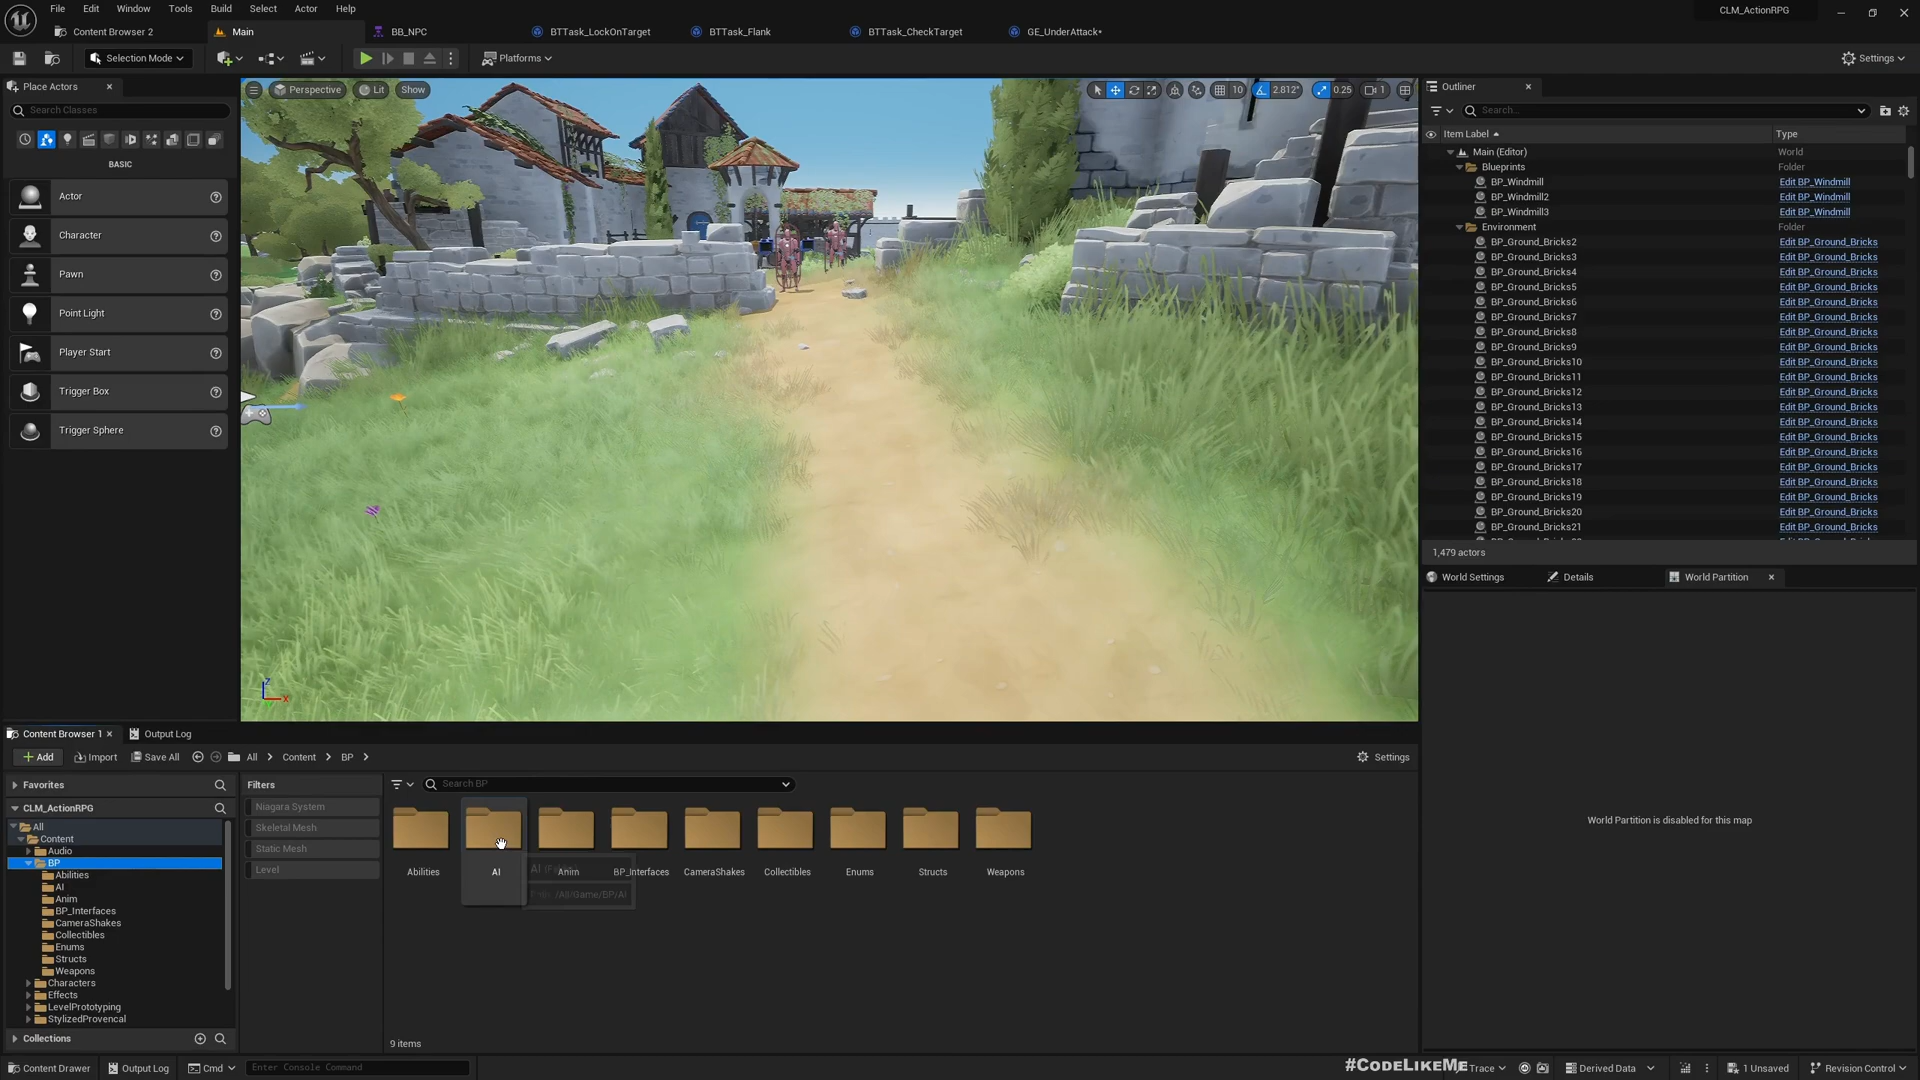 File Edit Window Tools Build Select Actor Help
CLM_ActionRPG
Content Browser 2 Main BB_NPC BTTask_LockOnTarget BTTask_Flank BTTask_CheckTarget GE_UnderAttack*
Selection Mode Platforms Settings
Place Actors
Search Classes
BASIC
Actor
Character
Pawn
Point Light
Player Start
Trigger Box
Trigger Sphere
Perspective Lit Show
10 2.812° 0.25 1
Outliner
Search...
Item Label Type
Main (Editor) World
Blueprints Folder
BP_Windmill Edit BP_Windmill
BP_Windmill2 Edit BP_Windmill
BP_Windmill3 Edit BP_Windmill
Environment Folder
BP_Ground_Bricks2 Edit BP_Ground_Bricks
BP_Ground_Bricks3 Edit BP_Ground_Bricks
BP_Ground_Bricks4 Edit BP_Ground_Bricks
BP_Ground_Bricks5 Edit BP_Ground_Bricks
BP_Ground_Bricks6 Edit BP_Ground_Bricks
BP_Ground_Bricks7 Edit BP_Ground_Bricks
BP_Ground_Bricks8 Edit BP_Ground_Bricks
BP_Ground_Bricks9 Edit BP_Ground_Bricks
BP_Ground_Bricks10 Edit BP_Ground_Bricks
BP_Ground_Bricks11 Edit BP_Ground_Bricks
BP_Ground_Bricks12 Edit BP_Ground_Bricks
BP_Ground_Bricks13 Edit BP_Ground_Bricks
BP_Ground_Bricks14 Edit BP_Ground_Bricks
BP_Ground_Bricks15 Edit BP_Ground_Bricks
BP_Ground_Bricks16 Edit BP_Ground_Bricks
BP_Ground_Bricks17 Edit BP_Ground_Bricks
BP_Ground_Bricks18 Edit BP_Ground_Bricks
BP_Ground_Bricks19 Edit BP_Ground_Bricks
BP_Ground_Bricks20 Edit BP_Ground_Bricks
BP_Ground_Bricks21 Edit BP_Ground_Bricks
1,479 actors
World Settings Details World Partition
World Partition is disabled for this map
Z
X
Content Browser 1 Output Log
Add Import Save All All Content BP Settings
Favorites
CLM_ActionRPG
All
Content
Audio
BP
Abilities
AI
Anim
BP_Interfaces
CameraShakes
Collectibles
Enums
Structs
Weapons
Characters
Effects
LevelPrototyping
StylizedProvencal
Collections
Filters
Niagara System
Skeletal Mesh
Static Mesh
Level
Search BP
Abilities AI Anim BP_Interfaces CameraShakes Collectibles Enums Structs Weapons
/All/Game/BP/AI
9 items
#CodeLikeMe
Content Drawer Output Log Cmd Enter Console Command Trace Derived Data 1 Unsaved Revision Control